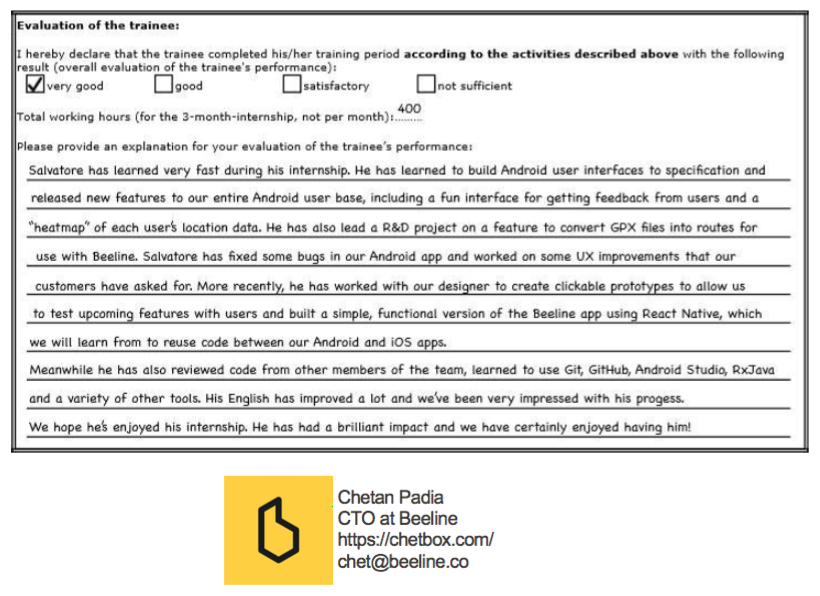 Evaluation of the trainee:
I hereby declare that the trainee completed his/her training period according to the activities described above with the following
result (overall evaluation of the trainee's performance):
very good good satisfactory not sufficient
Total working hours (for the 3-month-internship, not per month):..400.....
Please provide an explanation for your evaluation of the trainee's performance:
Salvatore has learned very fast during his internship. He has learned to build Android user interfaces to specification and
released new features to our entire Android user base, including a fun interface for getting feedback from users and a
"heatmap" of each user's location data. He has also lead a R&D project on a feature to convert GPX files into routes for
use with Beeline. Salvatore has fixed some bugs in our Android app and worked on some UX improvements that our
customers have asked for. More recently, he has worked with our designer to create clickable prototypes to allow us
to test upcoming features with users and built a simple, functional version of the Beeline app using React Native, which
we will learn from to reuse code between our Android and iOS apps.
Meanwhile he has also reviewed code from other members of the team, learned to use Git, GitHub, Android Studio, RxJava
and a variety of other tools. His English has improved a lot and we've been very impressed with his progess.
We hope he's enjoyed his internship. He has had a brilliant impact and we have certainly enjoyed having him!
Chetan Padia
CTO at Beeline
https://chetbox.com/
chet@beeline.co